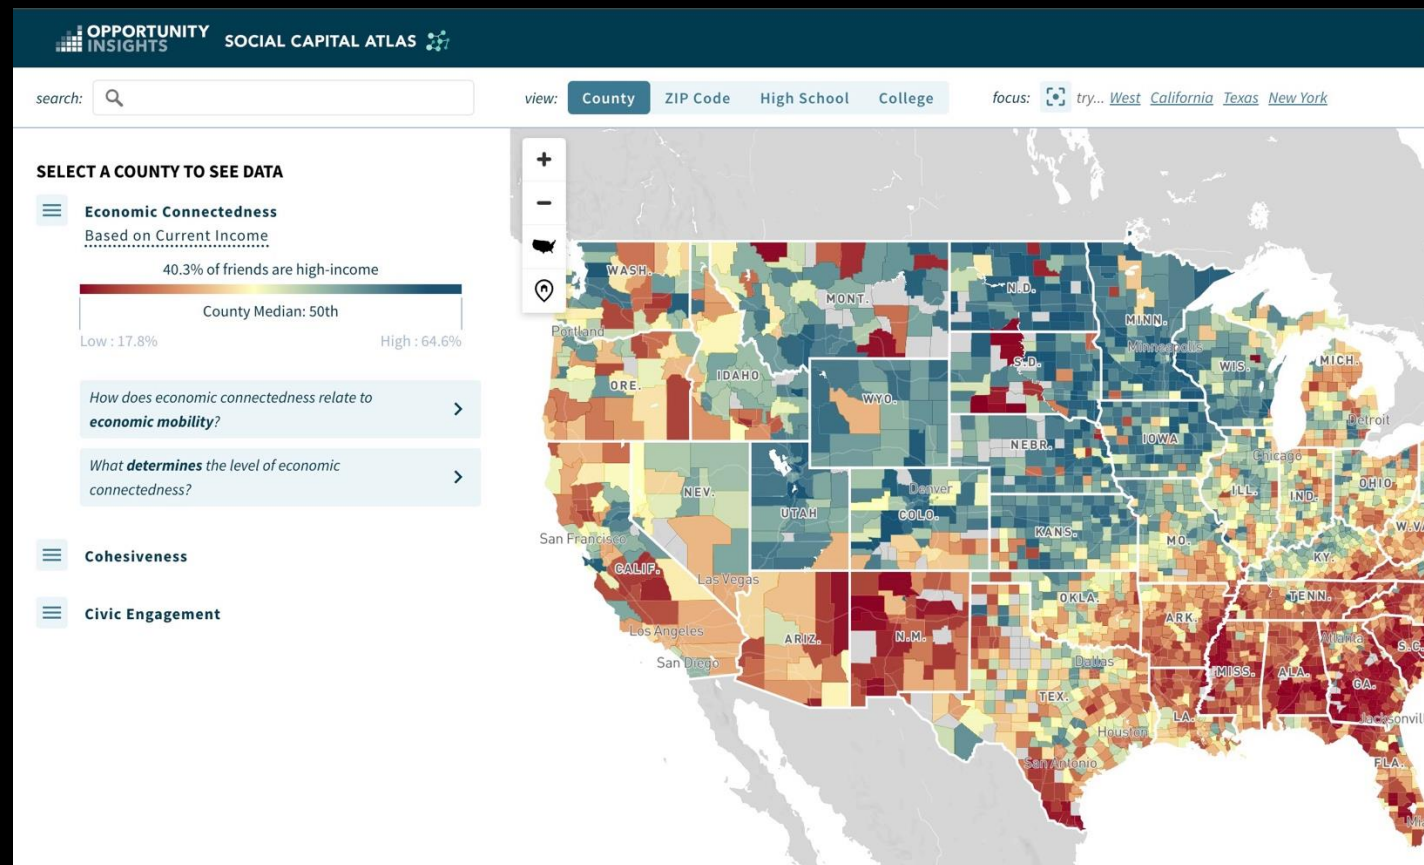 OPPORTUNITY
INSIGHTS
SOCIAL CAPITAL ATLAS
search:
view: County ZIP Code High School College
focus: try... West California Texas New York
SELECT A COUNTY TO SEE DATA
Economic Connectedness
Based on Current Income
40.3% of friends are high-income
County Median: 50th
Low : 17.8%
High : 64.6%
How does economic connectedness relate to
economic mobility?
What determines the level of economic
connectedness?
Cohesiveness
Civic Engagement
+
−
WASH.
MONT.
N.D.
MINN.
Portland
Minneapolis
S.D.
WIS.
MICH.
ORE.
IDAHO
WYO.
Detroit
NEBR.
IOWA
Chicago
NEV.
UTAH
Denver
COLO.
ILL.
IND.
OHIO
San Francisco
KANS.
MO.
W.V
KY.
CALIF.
Las Vegas
OKLA.
TENN.
ARK.
Los Angeles
ARIZ.
N.M.
Atlanta
S.C.
San Diego
Dallas
MISS.
ALA.
GA.
TEX.
LA.
Jacksonvil
Houston
San Antonio
FLA.
Mia